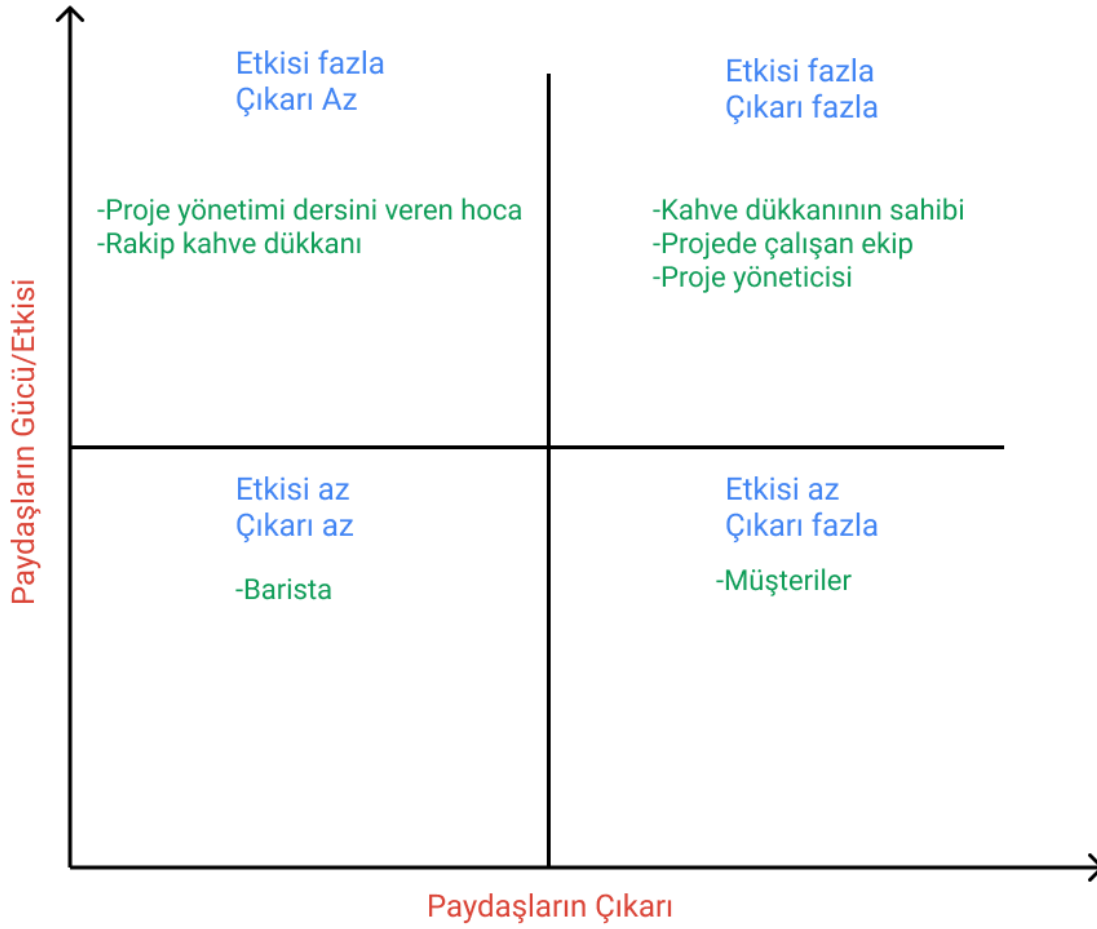 Etkisi fazla
Çıkarı Az
Etkisi fazla
Çıkarı fazla
-Proje yönetimi dersini veren hoca
-Rakip kahve dükkanı
-Kahve dükkanının sahibi
-Projede çalışan ekip
-Proje yöneticisi
Paydaşların Gücü/Etkisi
Etkisi az
Çıkarı az
-Barista
Etkisi az
Çıkarı fazla
-Müşteriler
Paydaşların Çıkarı